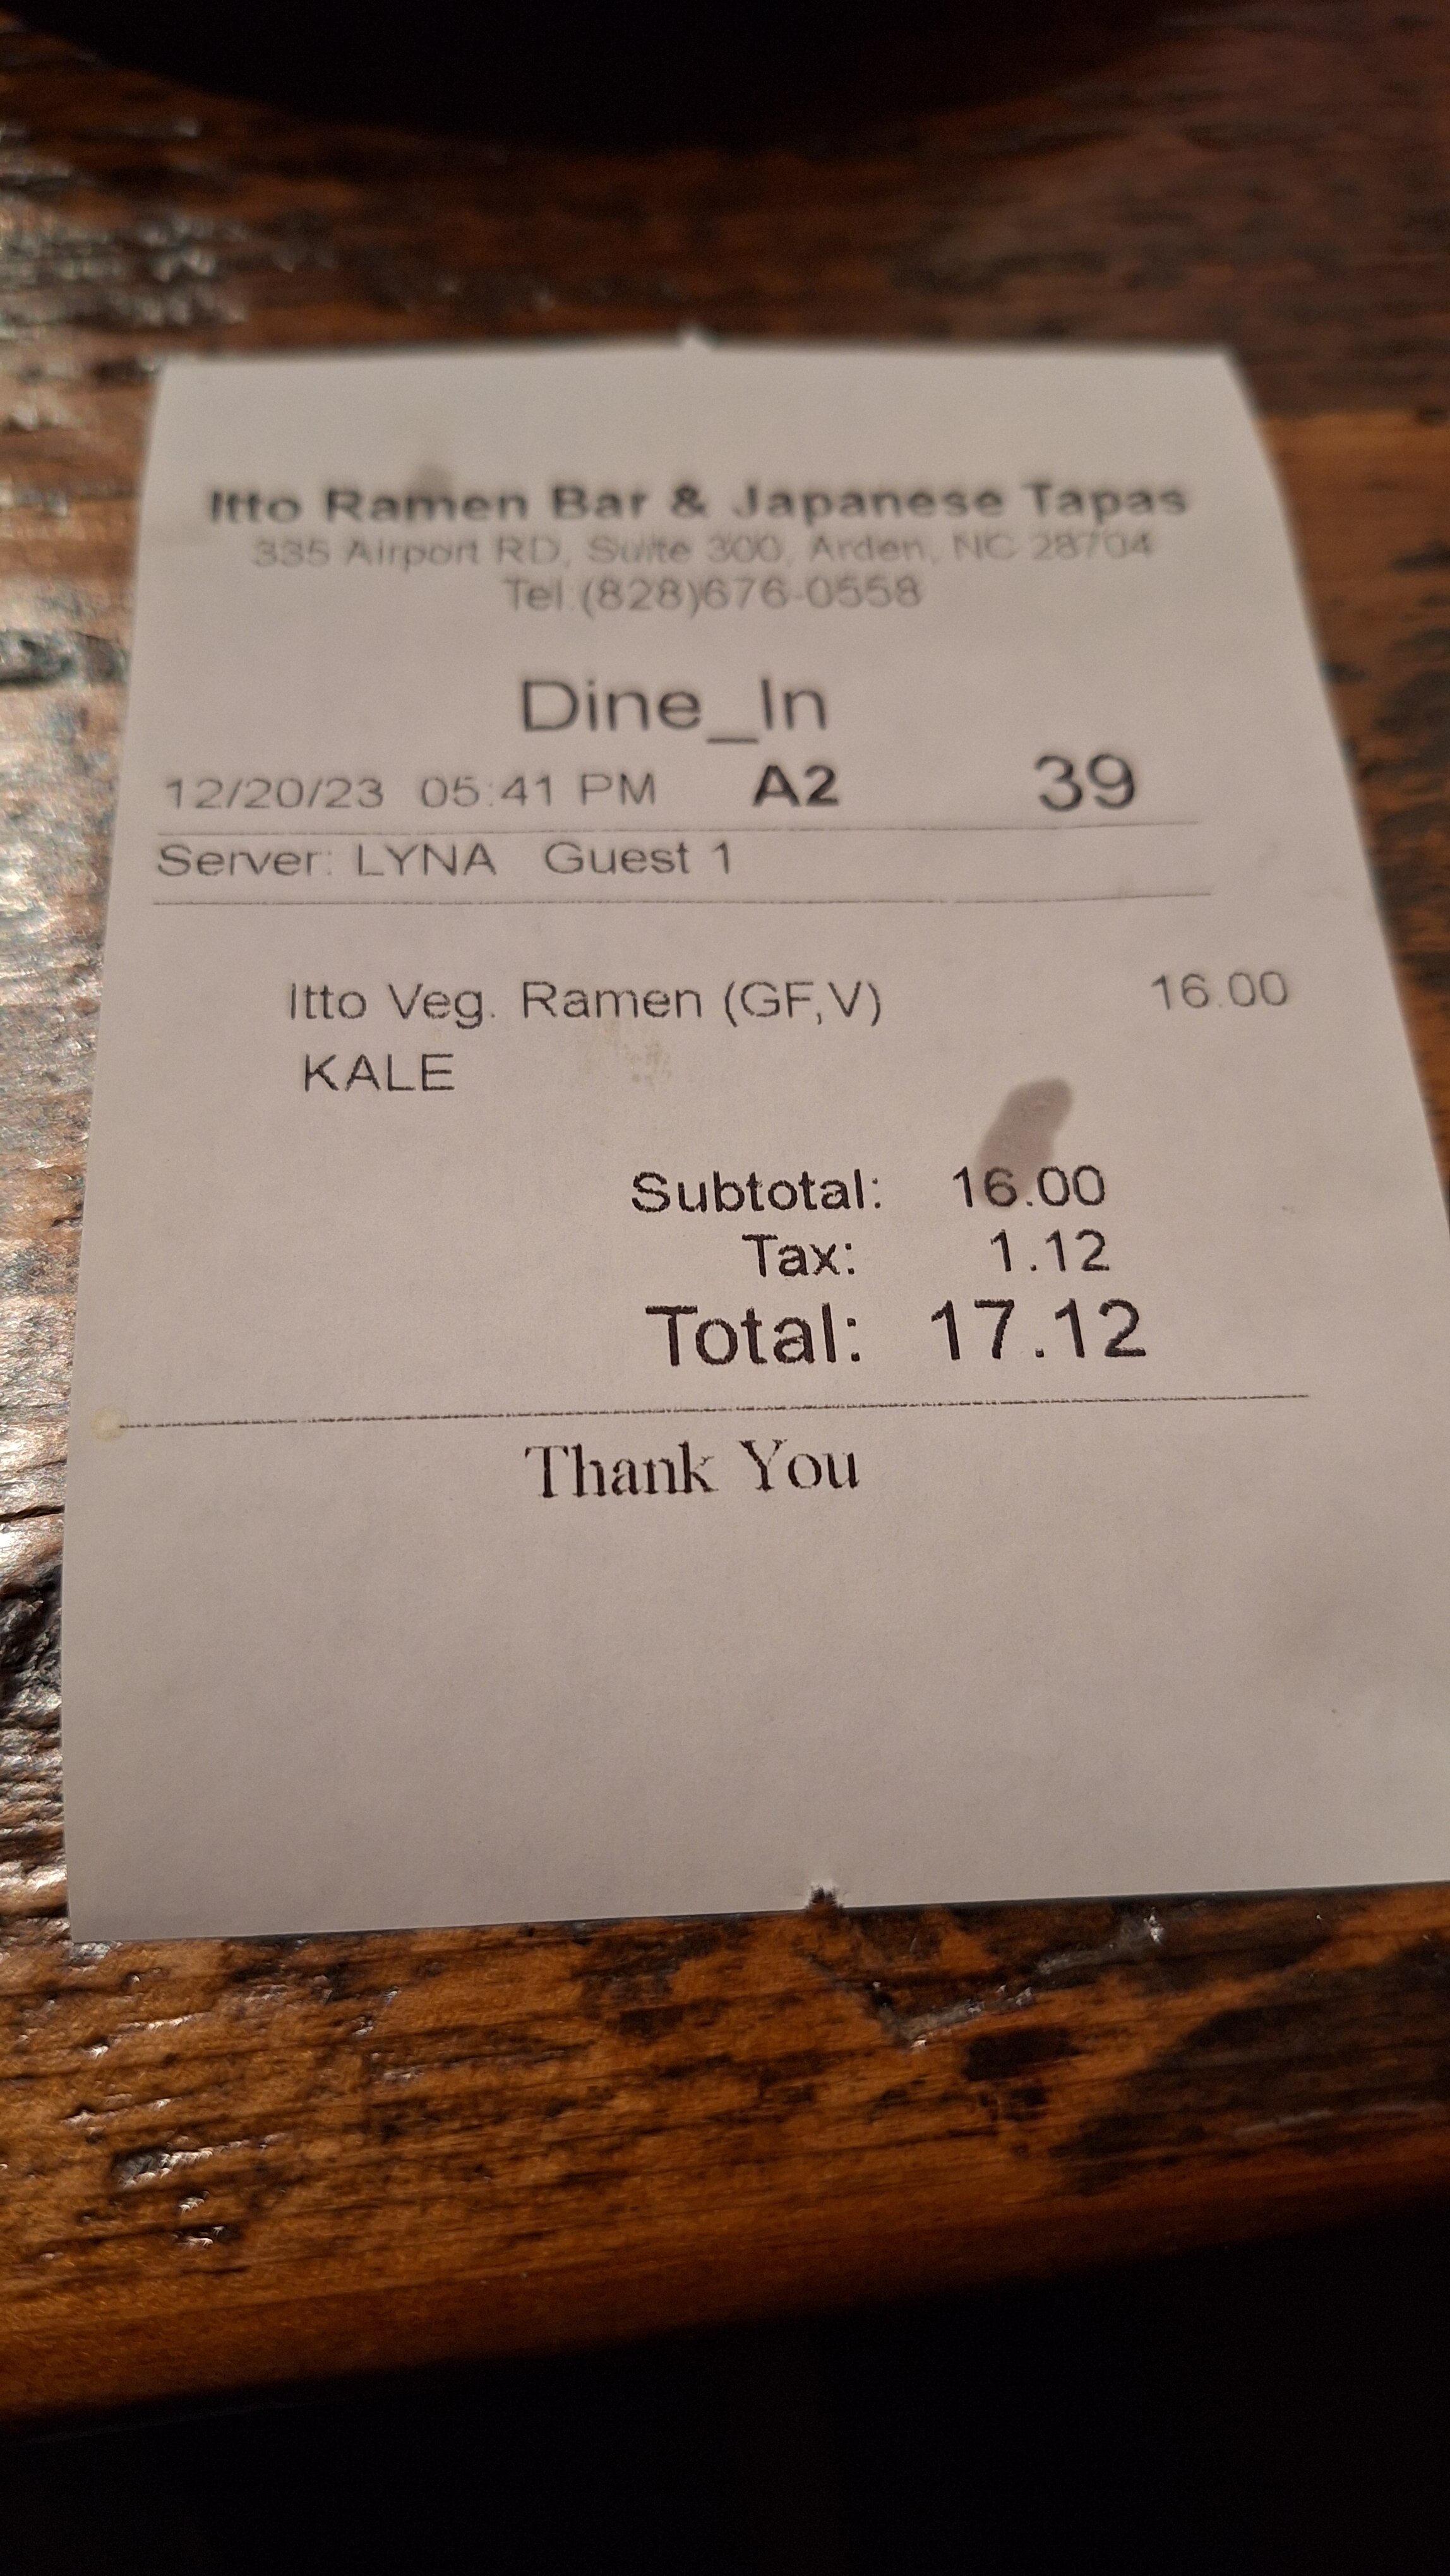 Itto Ramen Bar & Japanese Tapas
335 Airport RD, Suite 300, Arden, NC 28704
Tel:(828)676-0558
Dine_In
12/20/23 05:41 PM A2 39
Server: LYNA Guest 1
Itto Veg. Ramen (GF,V) 16.00
KALE
Subtotal: 16.00
Tax: 1.12
Total: 17.12
Thank You